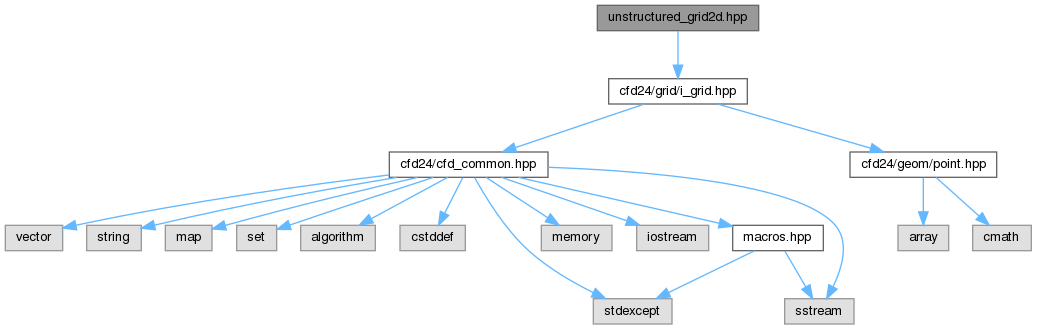 unstructured_grid2d.hpp
cfd24/grid/i_grid.hpp
cfd24/cfd_common.hpp
cfd24/geom/point.hpp
vector
string
map
set
algorithm
cstddef
memory
iostream
macros.hpp
array
cmath
stdexcept
sstream